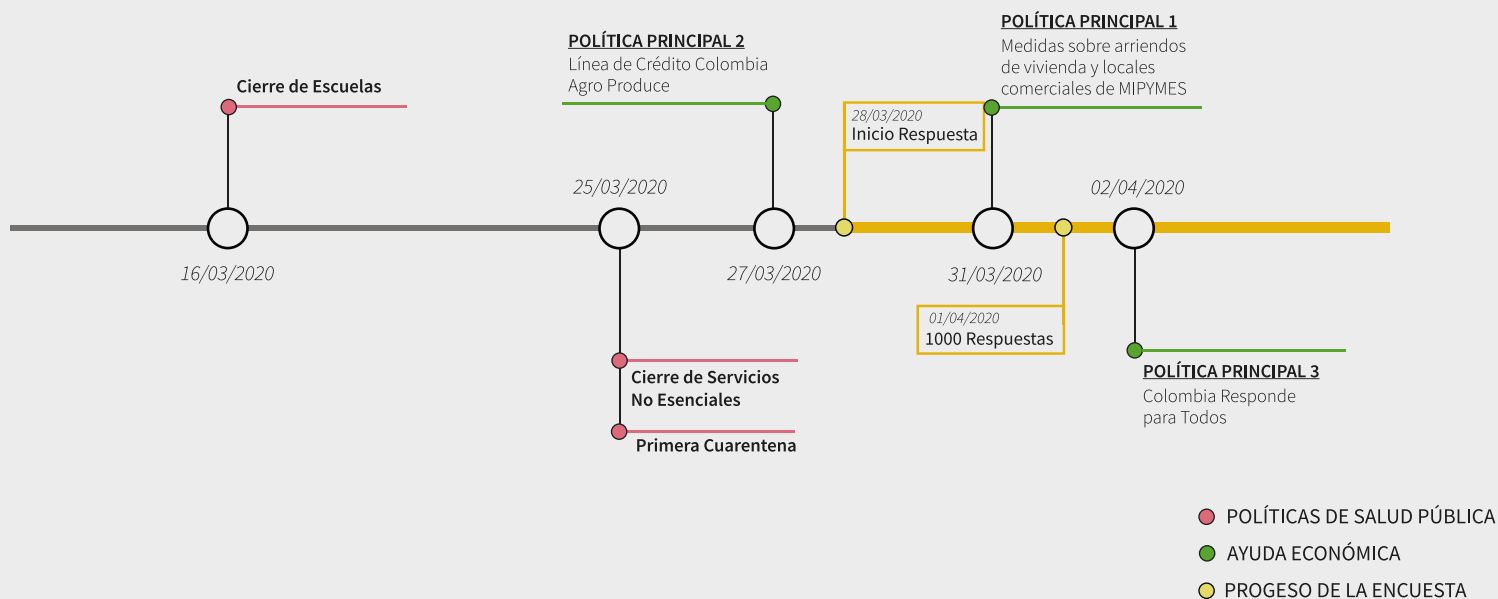 POLÍTICA PRINCIPAL 1
Medidas sobre arriendos
de vivienda y locales
comerciales de MIPYMES
POLÍTICA PRINCIPAL 2
Línea de Crédito Colombia
Agro Produce
Cierre de Escuelas
28/03/2020
Inicio Respuesta
25/03/2020
02/04/2020
16/03/2020
27/03/2020
31/03/2020
01/04/2020
1000 Respuestas
Cierre de Servicios
No Esenciales
Primera Cuarentena
POLÍTICA PRINCIPAL 3
Colombia Responde
para Todos
POLÍTICAS DE SALUD PÚBLICA
AYUDA ECONÓMICA
PROGESO DE LA ENCUESTA